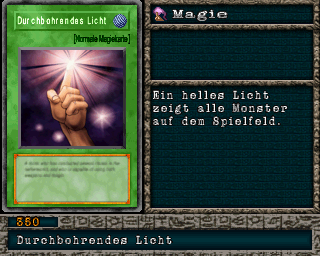 Durchbohrendes Licht
[Normale Magiekarte]
Magie
Ein helles Licht
zeigt alle Monster
auf dem Spielfeld.
350
Durchbohrendes Licht